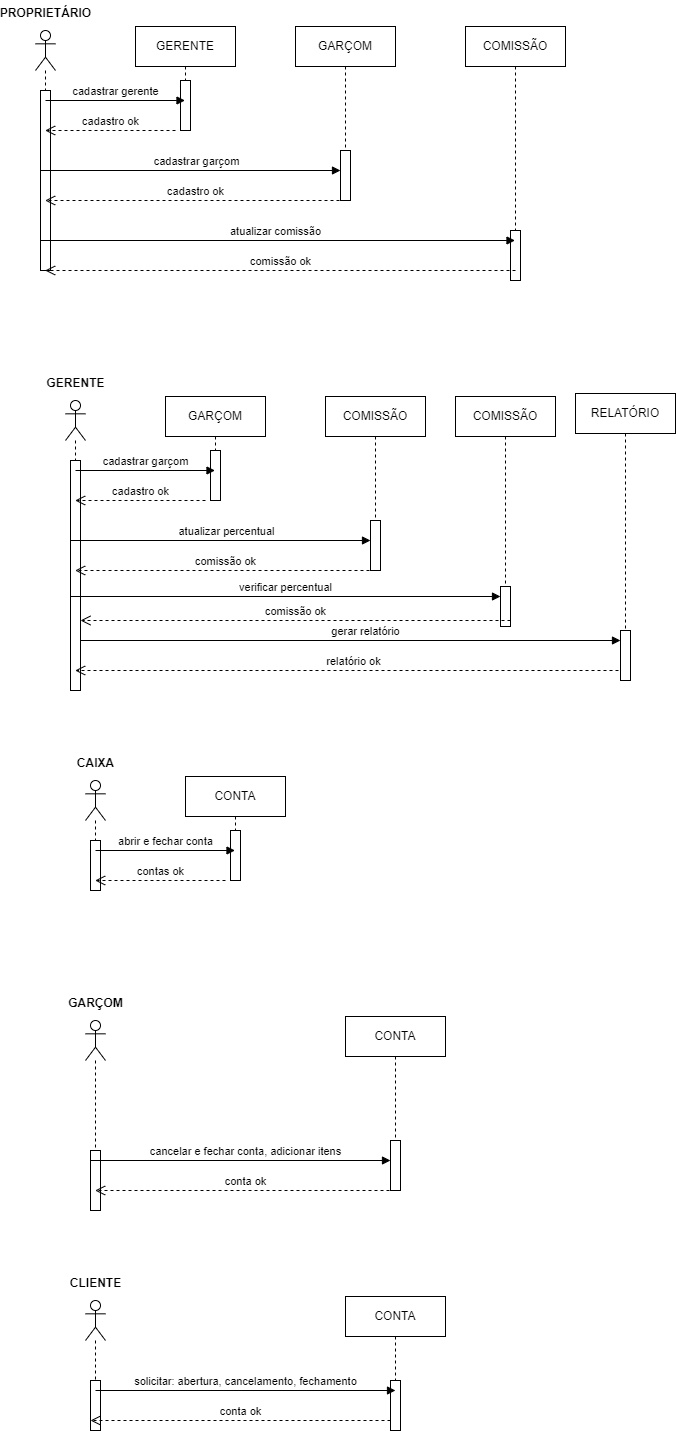 PROPRIETÁRIO
GERENTE
GARÇOM
COMISSÃO
cadastrar gerente
cadastro ok
cadastrar garçom
cadastro ok
atualizar comissão
comissão ok
GERENTE
GARÇOM
COMISSÃO
COMISSÃO
RELATÓRIO
cadastrar garçom
cadastro ok
atualizar percentual
comissão ok
verificar percentual
comissão ok
gerar relatório
relatório ok
CAIXA
CONTA
abrir e fechar conta
contas ok
GARÇOM
CONTA
cancelar e fechar conta, adicionar itens
conta ok
CLIENTE
CONTA
solicitar: abertura, cancelamento, fechamento
conta ok